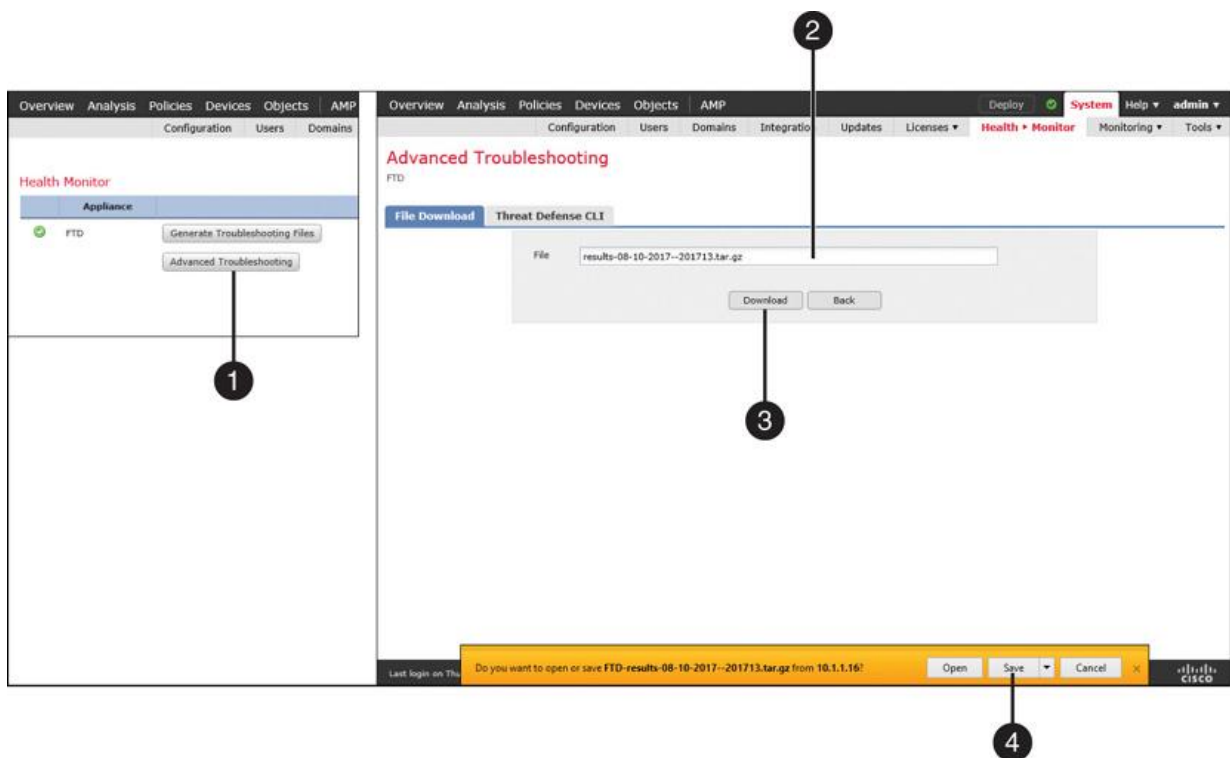 2
Overview Analysis Policies Devices Objects AMP
Configuration Users Domains
Health Monitor
Appliance
FTD Generate Troubleshooting Files
Advanced Troubleshooting
1
Overview Analysis Policies Devices Objects AMP Deploy System Help ▾ admin ▾
Configuration Users Domains Integration Updates Licenses ▾ Health ▸ Monitor Monitoring ▾ Tools ▾
Advanced Troubleshooting
FTD
File Download Threat Defense CLI
File results-08-10-2017--201713.tar.gz
Download Back
3
Last login on Thu
Do you want to open or save FTD-results-08-10-2017--201713.tar.gz from 10.1.1.16? Open Save ▾ Cancel ×
CISCO
4